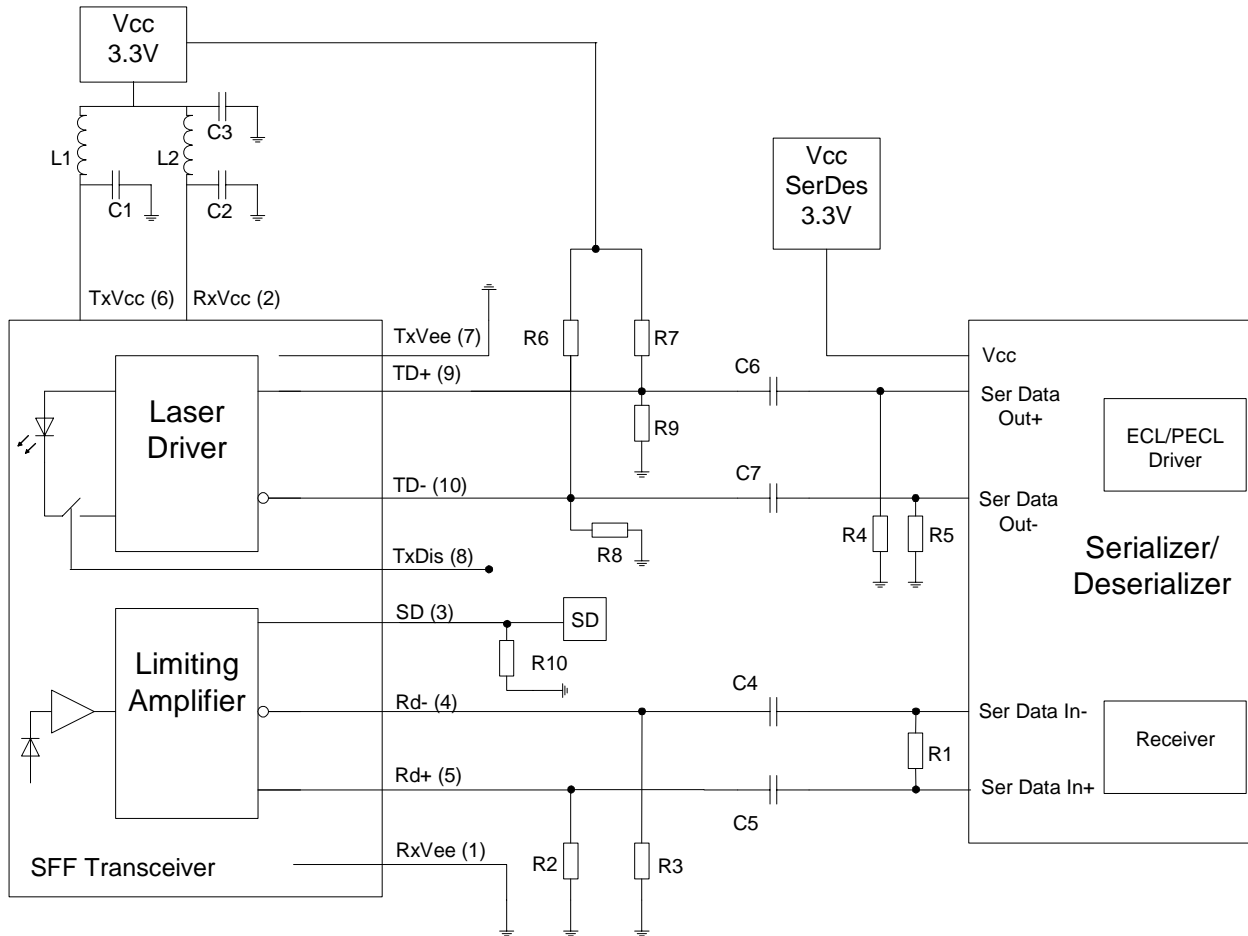 Vcc
3.3V
C3
L1
L2
C1
C2
Vcc
SerDes
3.3V
TxVcc (6)
RxVcc (2)
TxVee (7)
R6
R7
Vcc
TD+ (9)
C6
Ser Data
Out+
Laser
Driver
R9
ECL/PECL
Driver
TD- (10)
C7
Ser Data
Out-
R4
R5
R8
TxDis (8)
Serializer/
Deserializer
SD (3)
SD
R10
Limiting
Amplifier
Rd- (4)
C4
Ser Data In-
R1
Receiver
Rd+ (5)
C5
Ser Data In+
SFF Transceiver
RxVee (1)
R2
R3